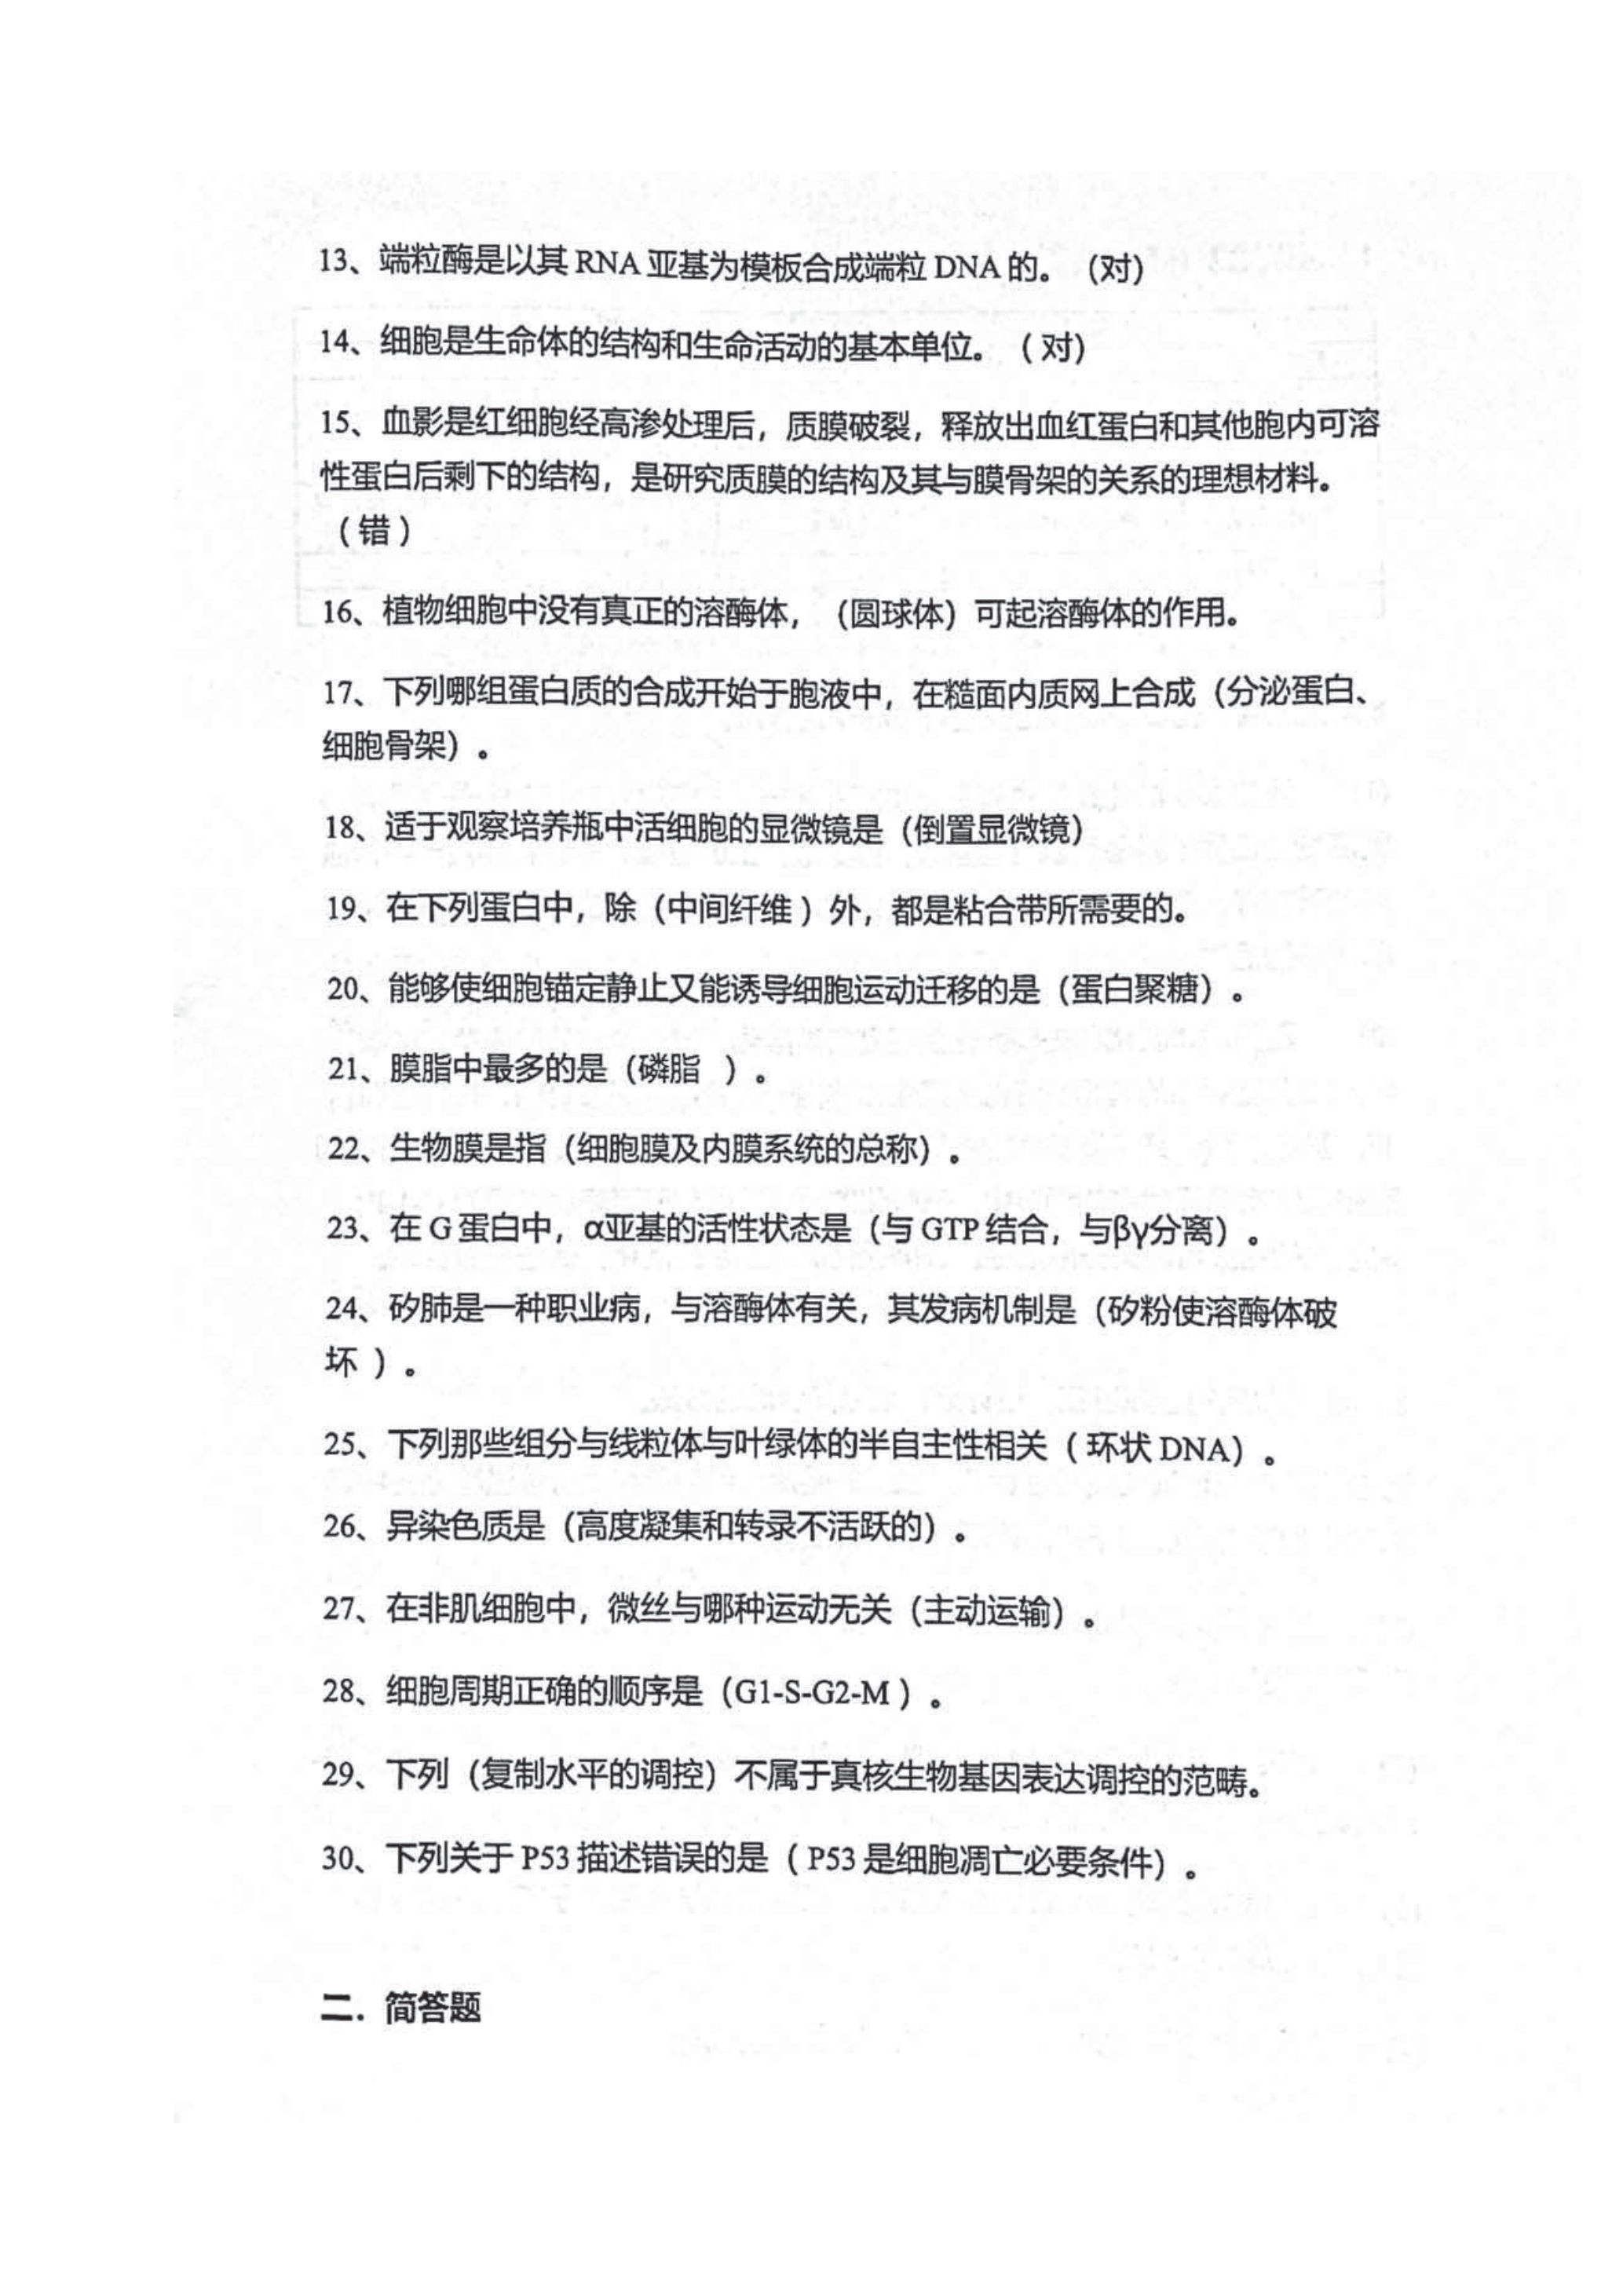 13、端粒酶是以其 RNA 亚基为模板合成端粒 DNA 的。（对）
14、细胞是生命体的结构和生命活动的基本单位。（ 对）
15、血影是红细胞经高渗处理后，质膜破裂，释放出血红蛋白和其他胞内可溶
性蛋白后剩下的结构，是研究质膜的结构及其与膜骨架的关系的理想材料。
（ 错 ）
16、植物细胞中没有真正的溶酶体，（圆球体）可起溶酶体的作用。
17、下列哪组蛋白质的合成开始于胞液中，在糙面内质网上合成（分泌蛋白、
细胞骨架）。
18、适于观察培养瓶中活细胞的显微镜是（倒置显微镜）
19、在下列蛋白中，除（中间纤维 ）外，都是粘合带所需要的。
20、能够使细胞锚定静止又能诱导细胞运动迁移的是（蛋白聚糖）。
21、膜脂中最多的是（磷脂 ）。
22、生物膜是指（细胞膜及内膜系统的总称）。
23、在 G 蛋白中，α亚基的活性状态是（与 GTP 结合，与βγ分离）。
24、矽肺是一种职业病，与溶酶体有关，其发病机制是（矽粉使溶酶体破
坏 ）。
25、下列那些组分与线粒体与叶绿体的半自主性相关（ 环状 DNA）。
26、异染色质是（高度凝集和转录不活跃的）。
27、在非肌细胞中，微丝与哪种运动无关（主动运输）。
28、细胞周期正确的顺序是（G1-S-G2-M ）。
29、下列（复制水平的调控）不属于真核生物基因表达调控的范畴。
30、下列关于 P53 描述错误的是（ P53 是细胞凋亡必要条件）。
二. 简答题